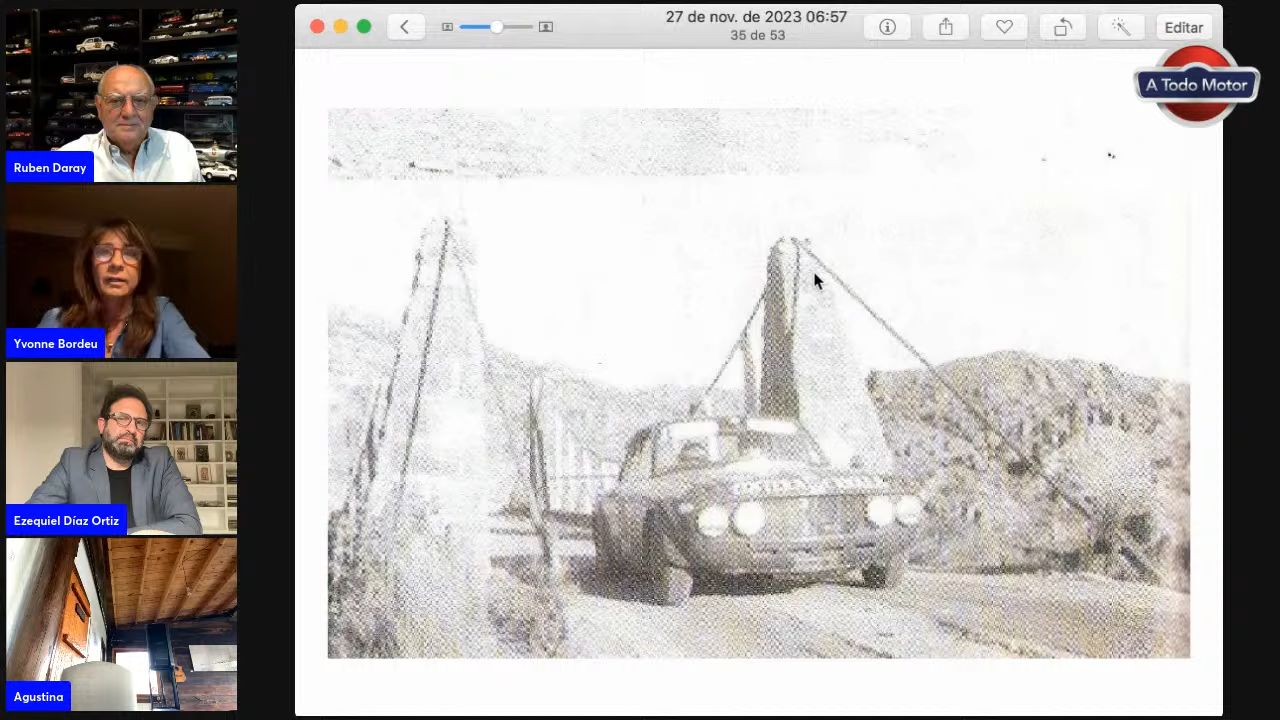 27 de nov. de 2023 06:57
35 de 53
Editar
A Todo Motor
Ruben Daray
Yvonne Bordeu
Ezequiel Díaz Ortiz
Agustina